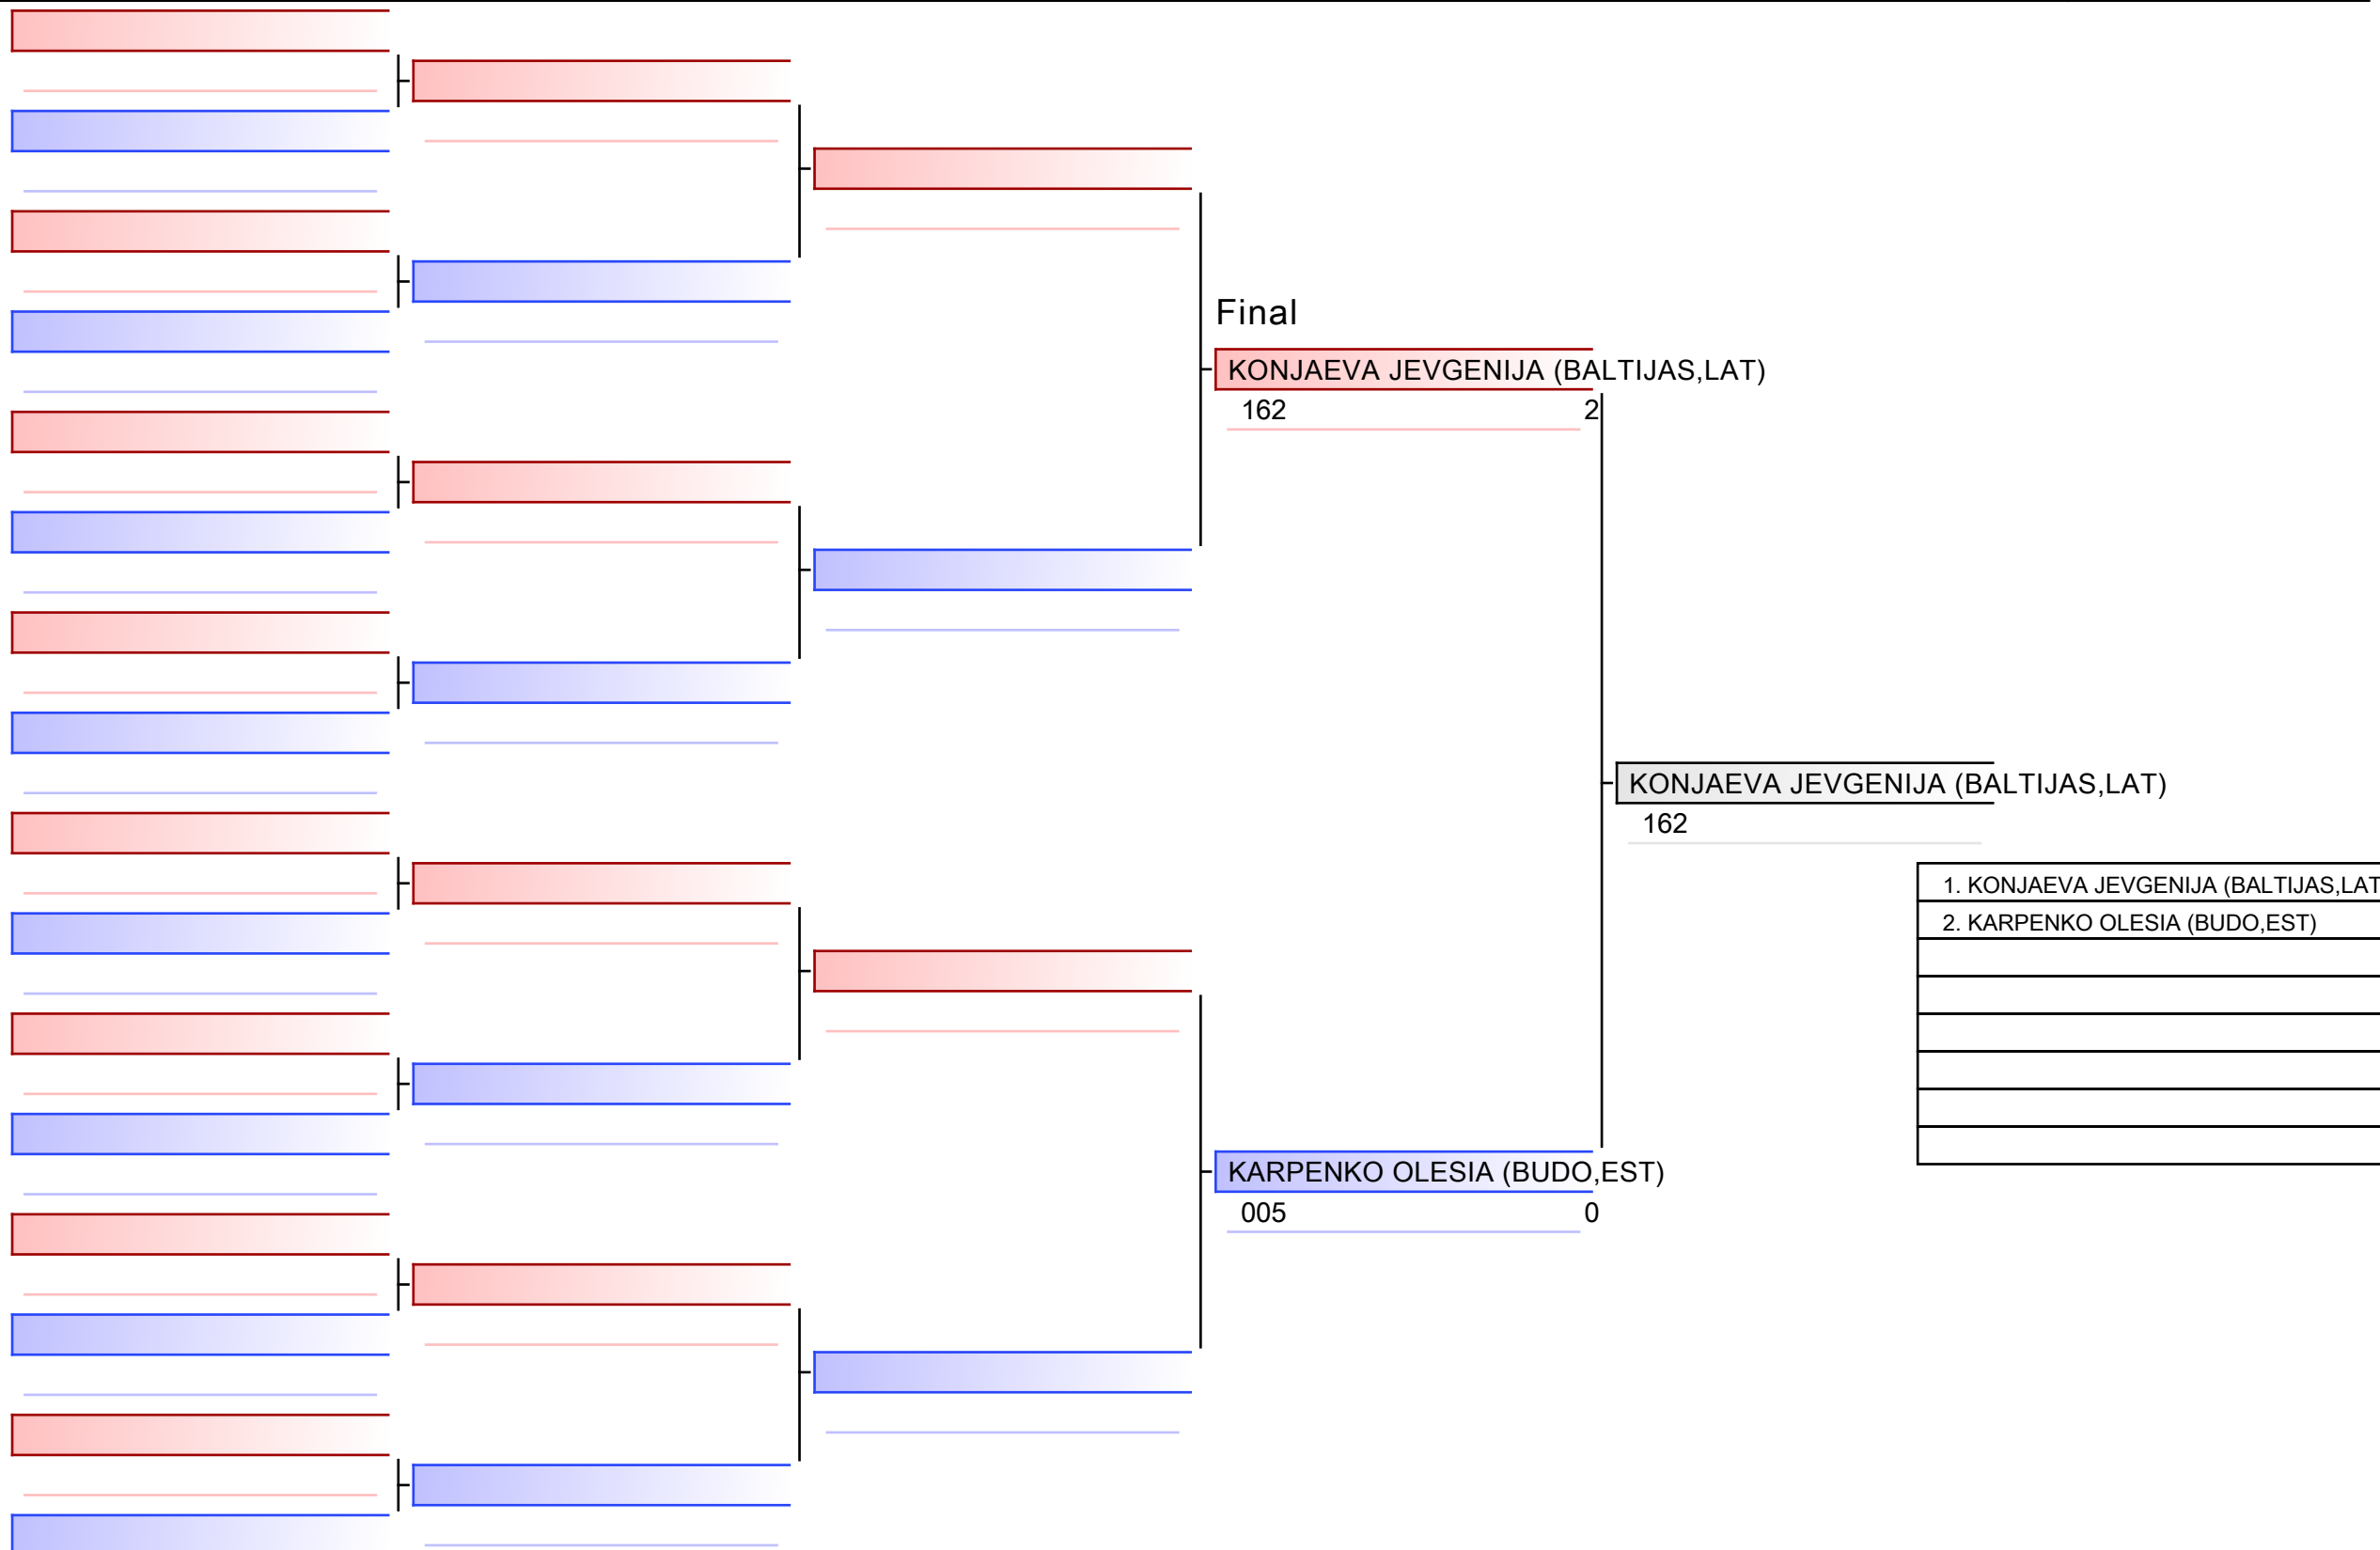 Final
KONJAEVA JEVGENIJA (BALTIJAS,LAT)
162 2
KONJAEVA JEVGENIJA (BALTIJAS,LAT)
162
1. KONJAEVA JEVGENIJA (BALTIJAS,LAT
2. KARPENKO OLESIA (BUDO,EST)
KARPENKO OLESIA (BUDO,EST)
005 0